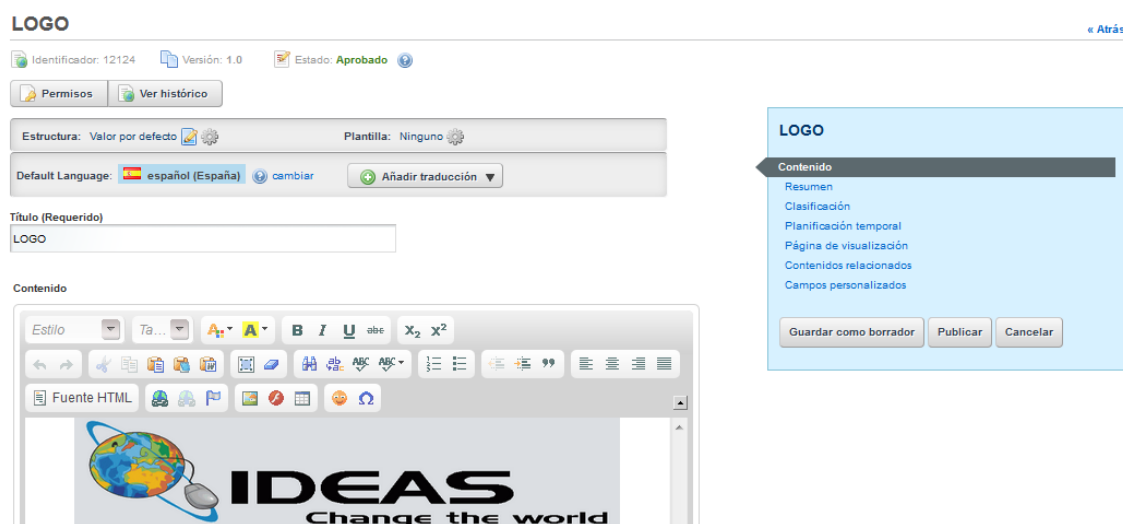 LOGO
« Atrás
Identificador: 12124 Versión: 1.0 Estado: Aprobado
Permisos Ver histórico
Estructura: Valor por defecto Plantilla: Ninguno
Default Language: español (España) cambiar Añadir traducción
Título (Requerido)
LOGO
Contenido
Estilo Ta... A A B I U abc X2 X²
Fuente HTML Ω
IDEAS
Change the world
LOGO
Contenido
Resumen
Clasificación
Planificación temporal
Página de visualización
Contenidos relacionados
Campos personalizados
Guardar como borrador Publicar Cancelar